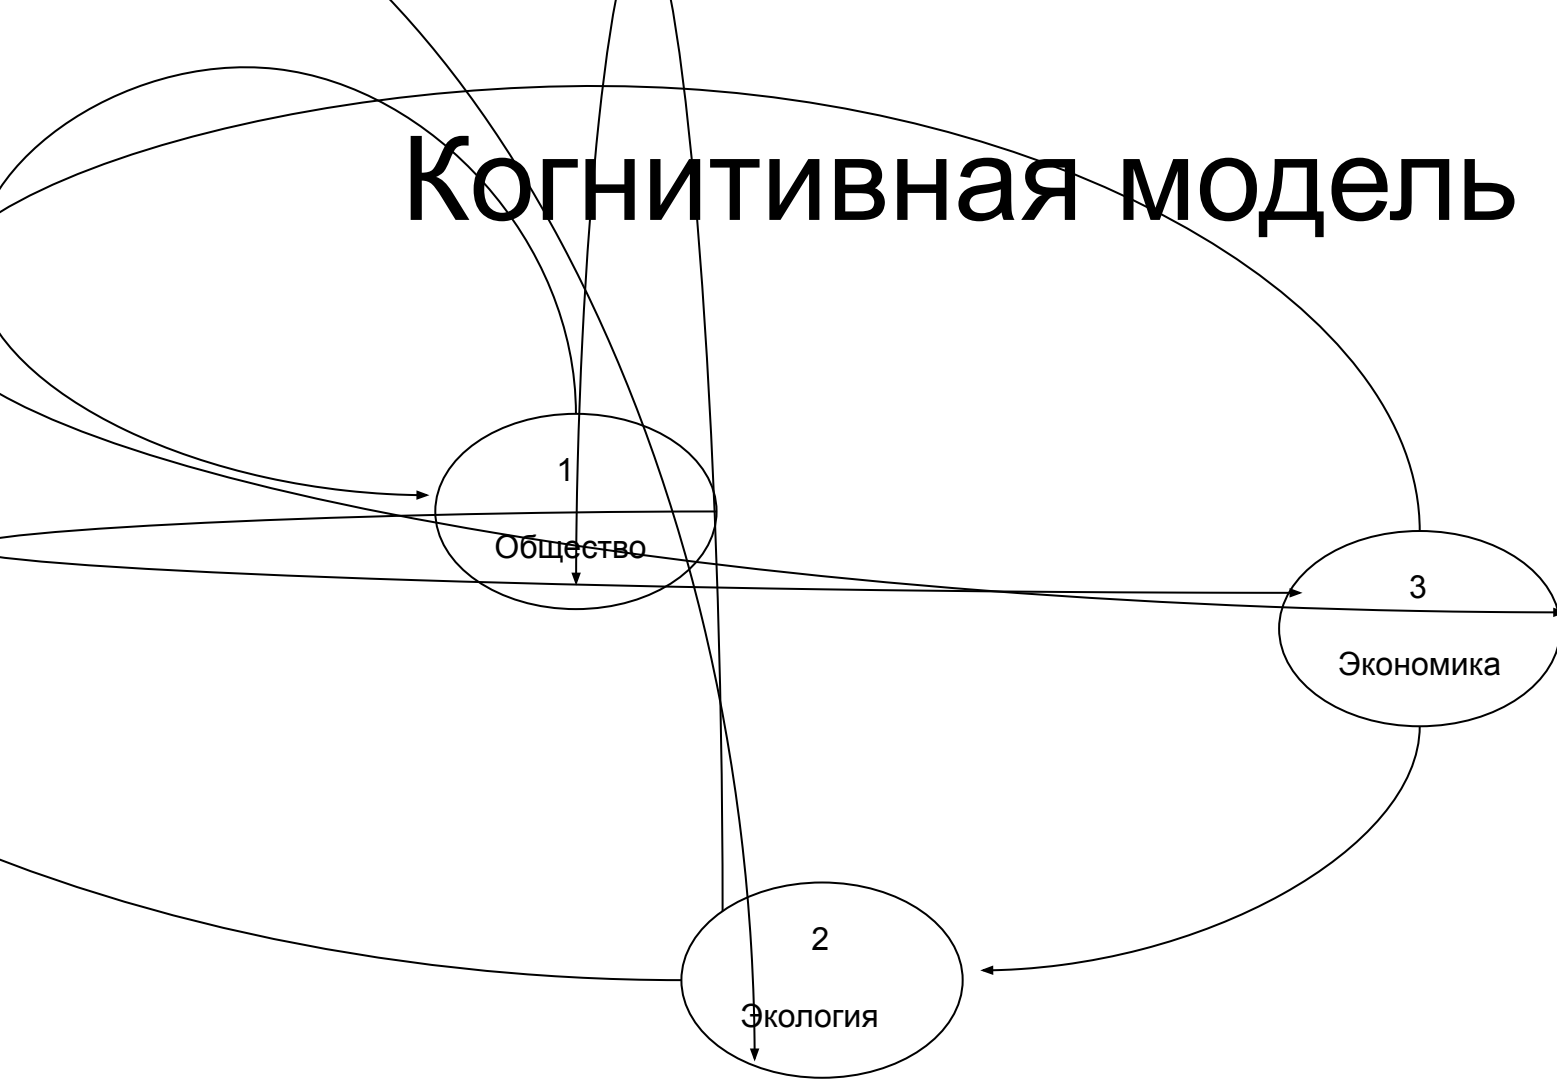 Когнитивная модель
1
Общество
3
Экономика
2
Экология